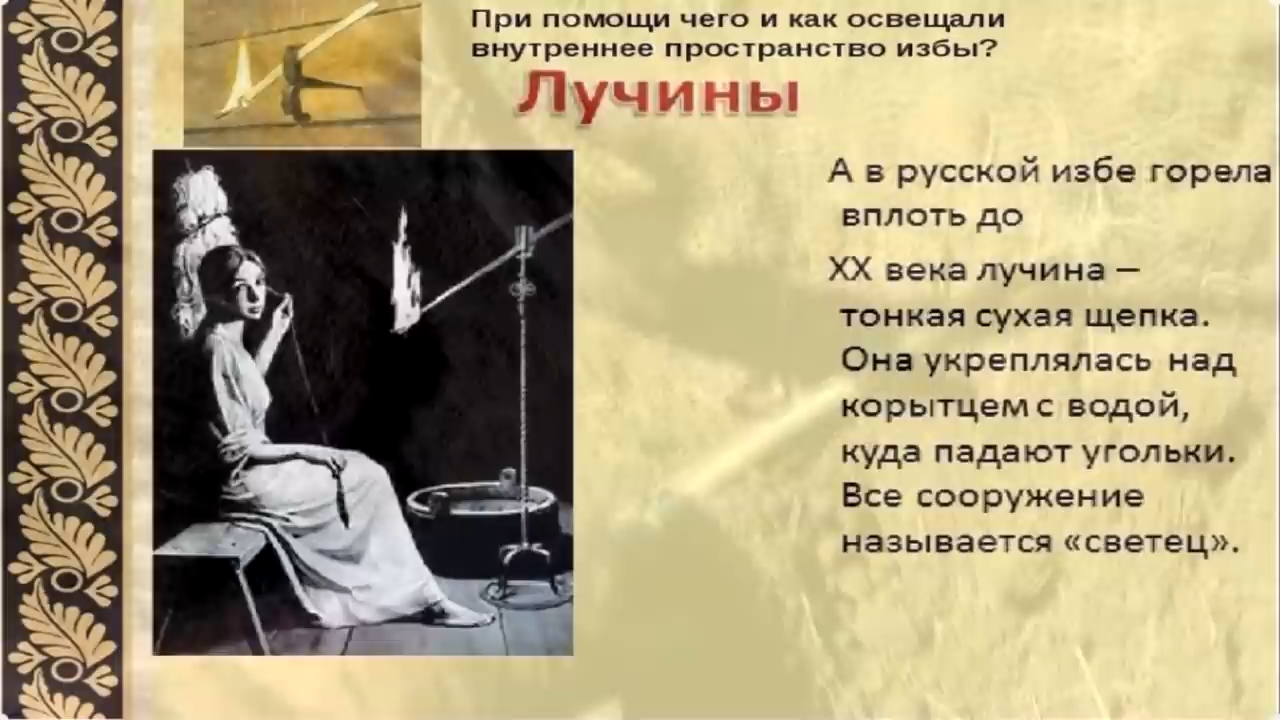 При помощи чего и как освещали
внутреннее пространство избы?
Лучины
А в русской избе горела
вплоть до
XX века лучина –
тонкая сухая щепка.
Она укреплялась над
корытцем с водой,
куда падают угольки.
Все сооружение
называется «светец».